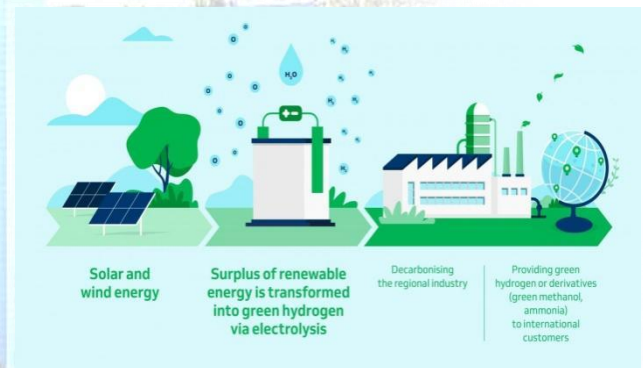 H₂O
Solar and
wind energy
Surplus of renewable
energy is transformed
into green hydrogen
via electrolysis
Decarbonising
the regional industry
Providing green
hydrogen or derivatives
(green methanol,
ammonia)
to international
customers